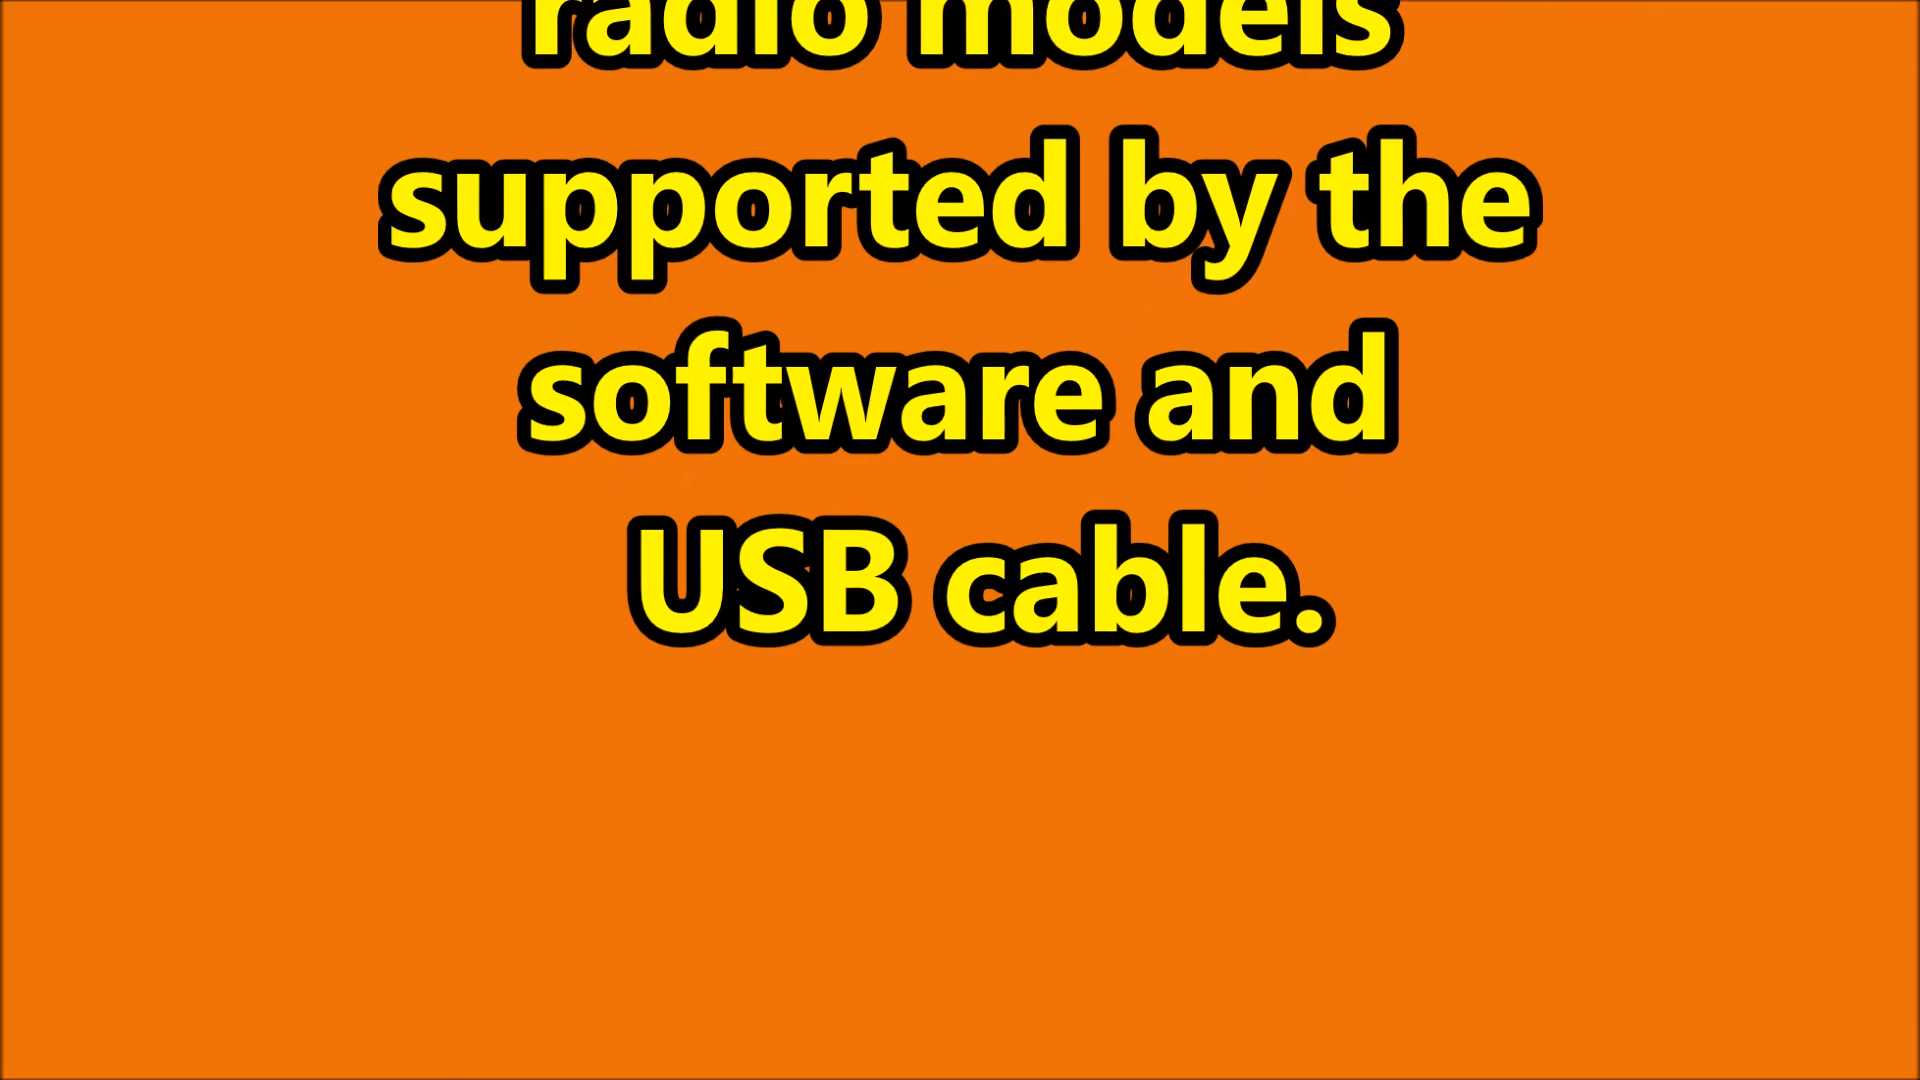 radio models
supported by the
software and
USB cable.